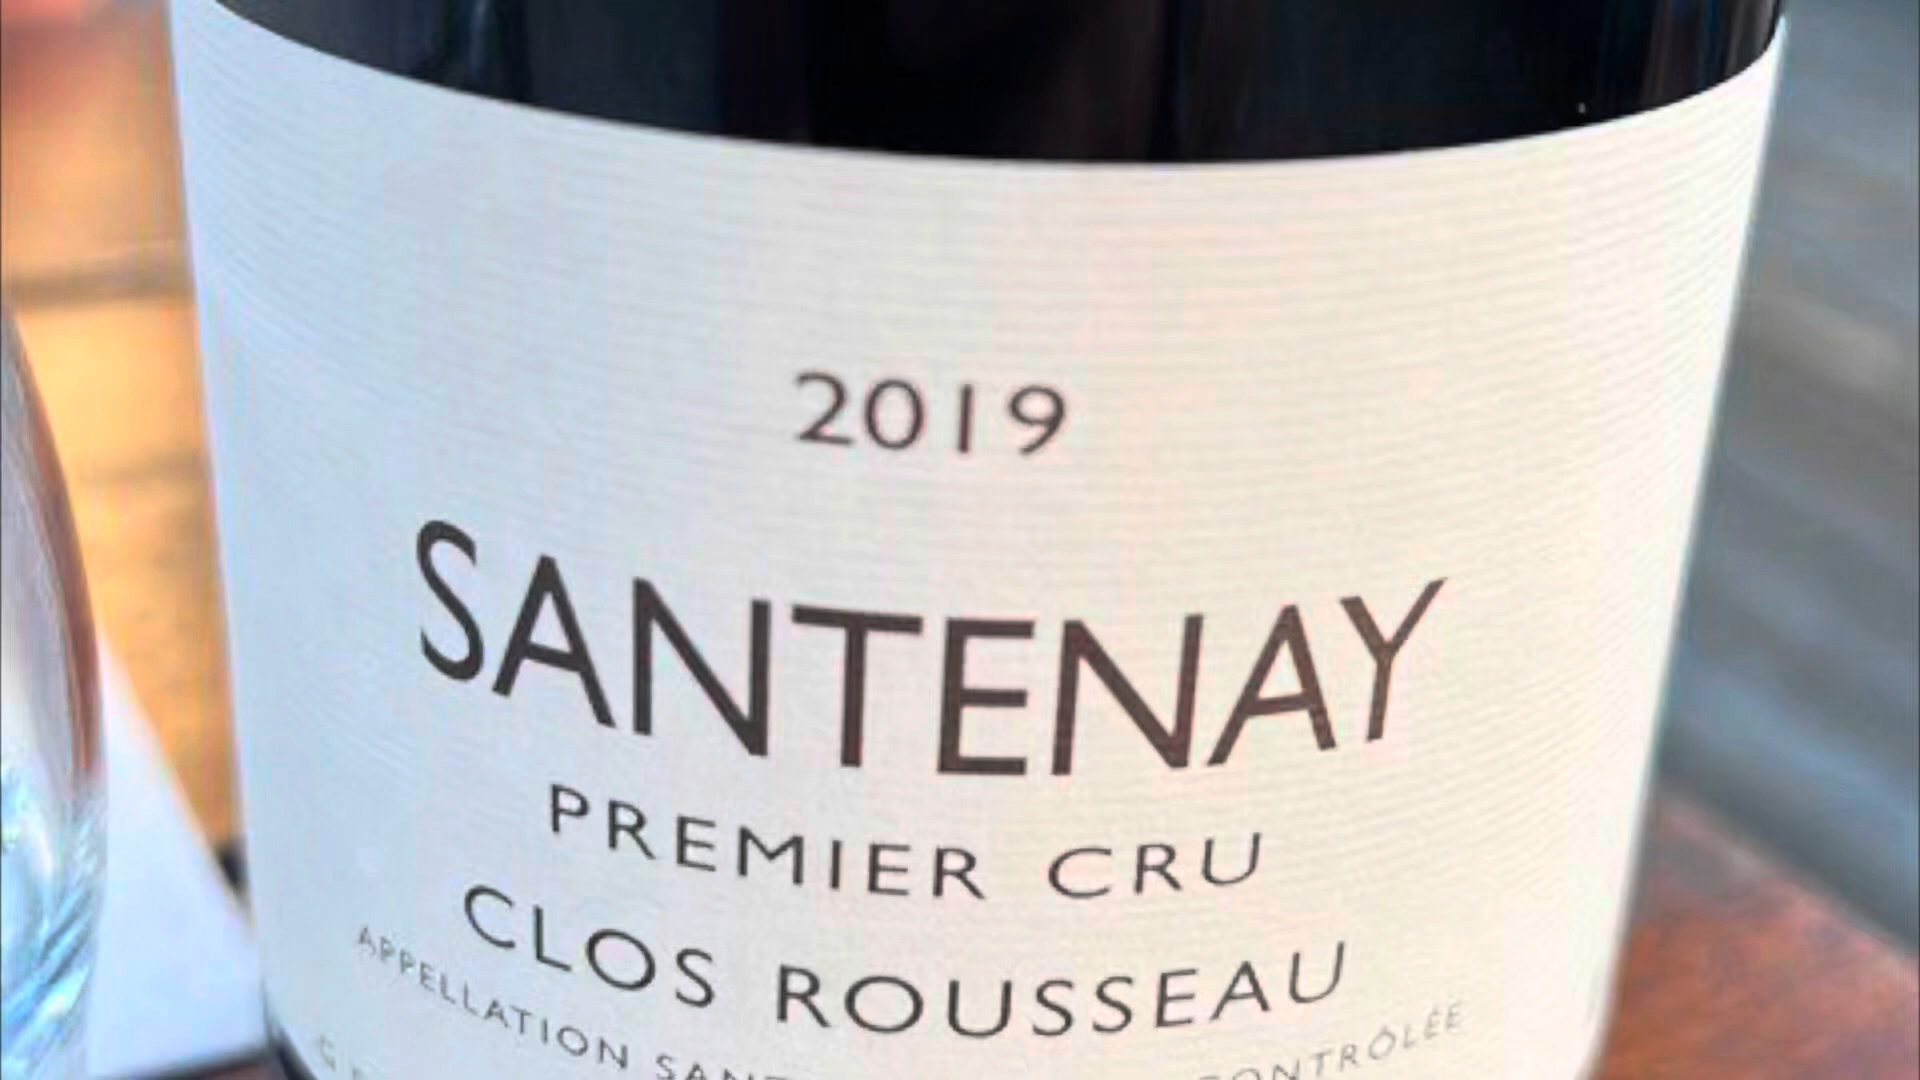 2019
SANTENAY
PREMIER CRU
CLOS ROUSSEAU
APPELLATION CONTRÔLÉE